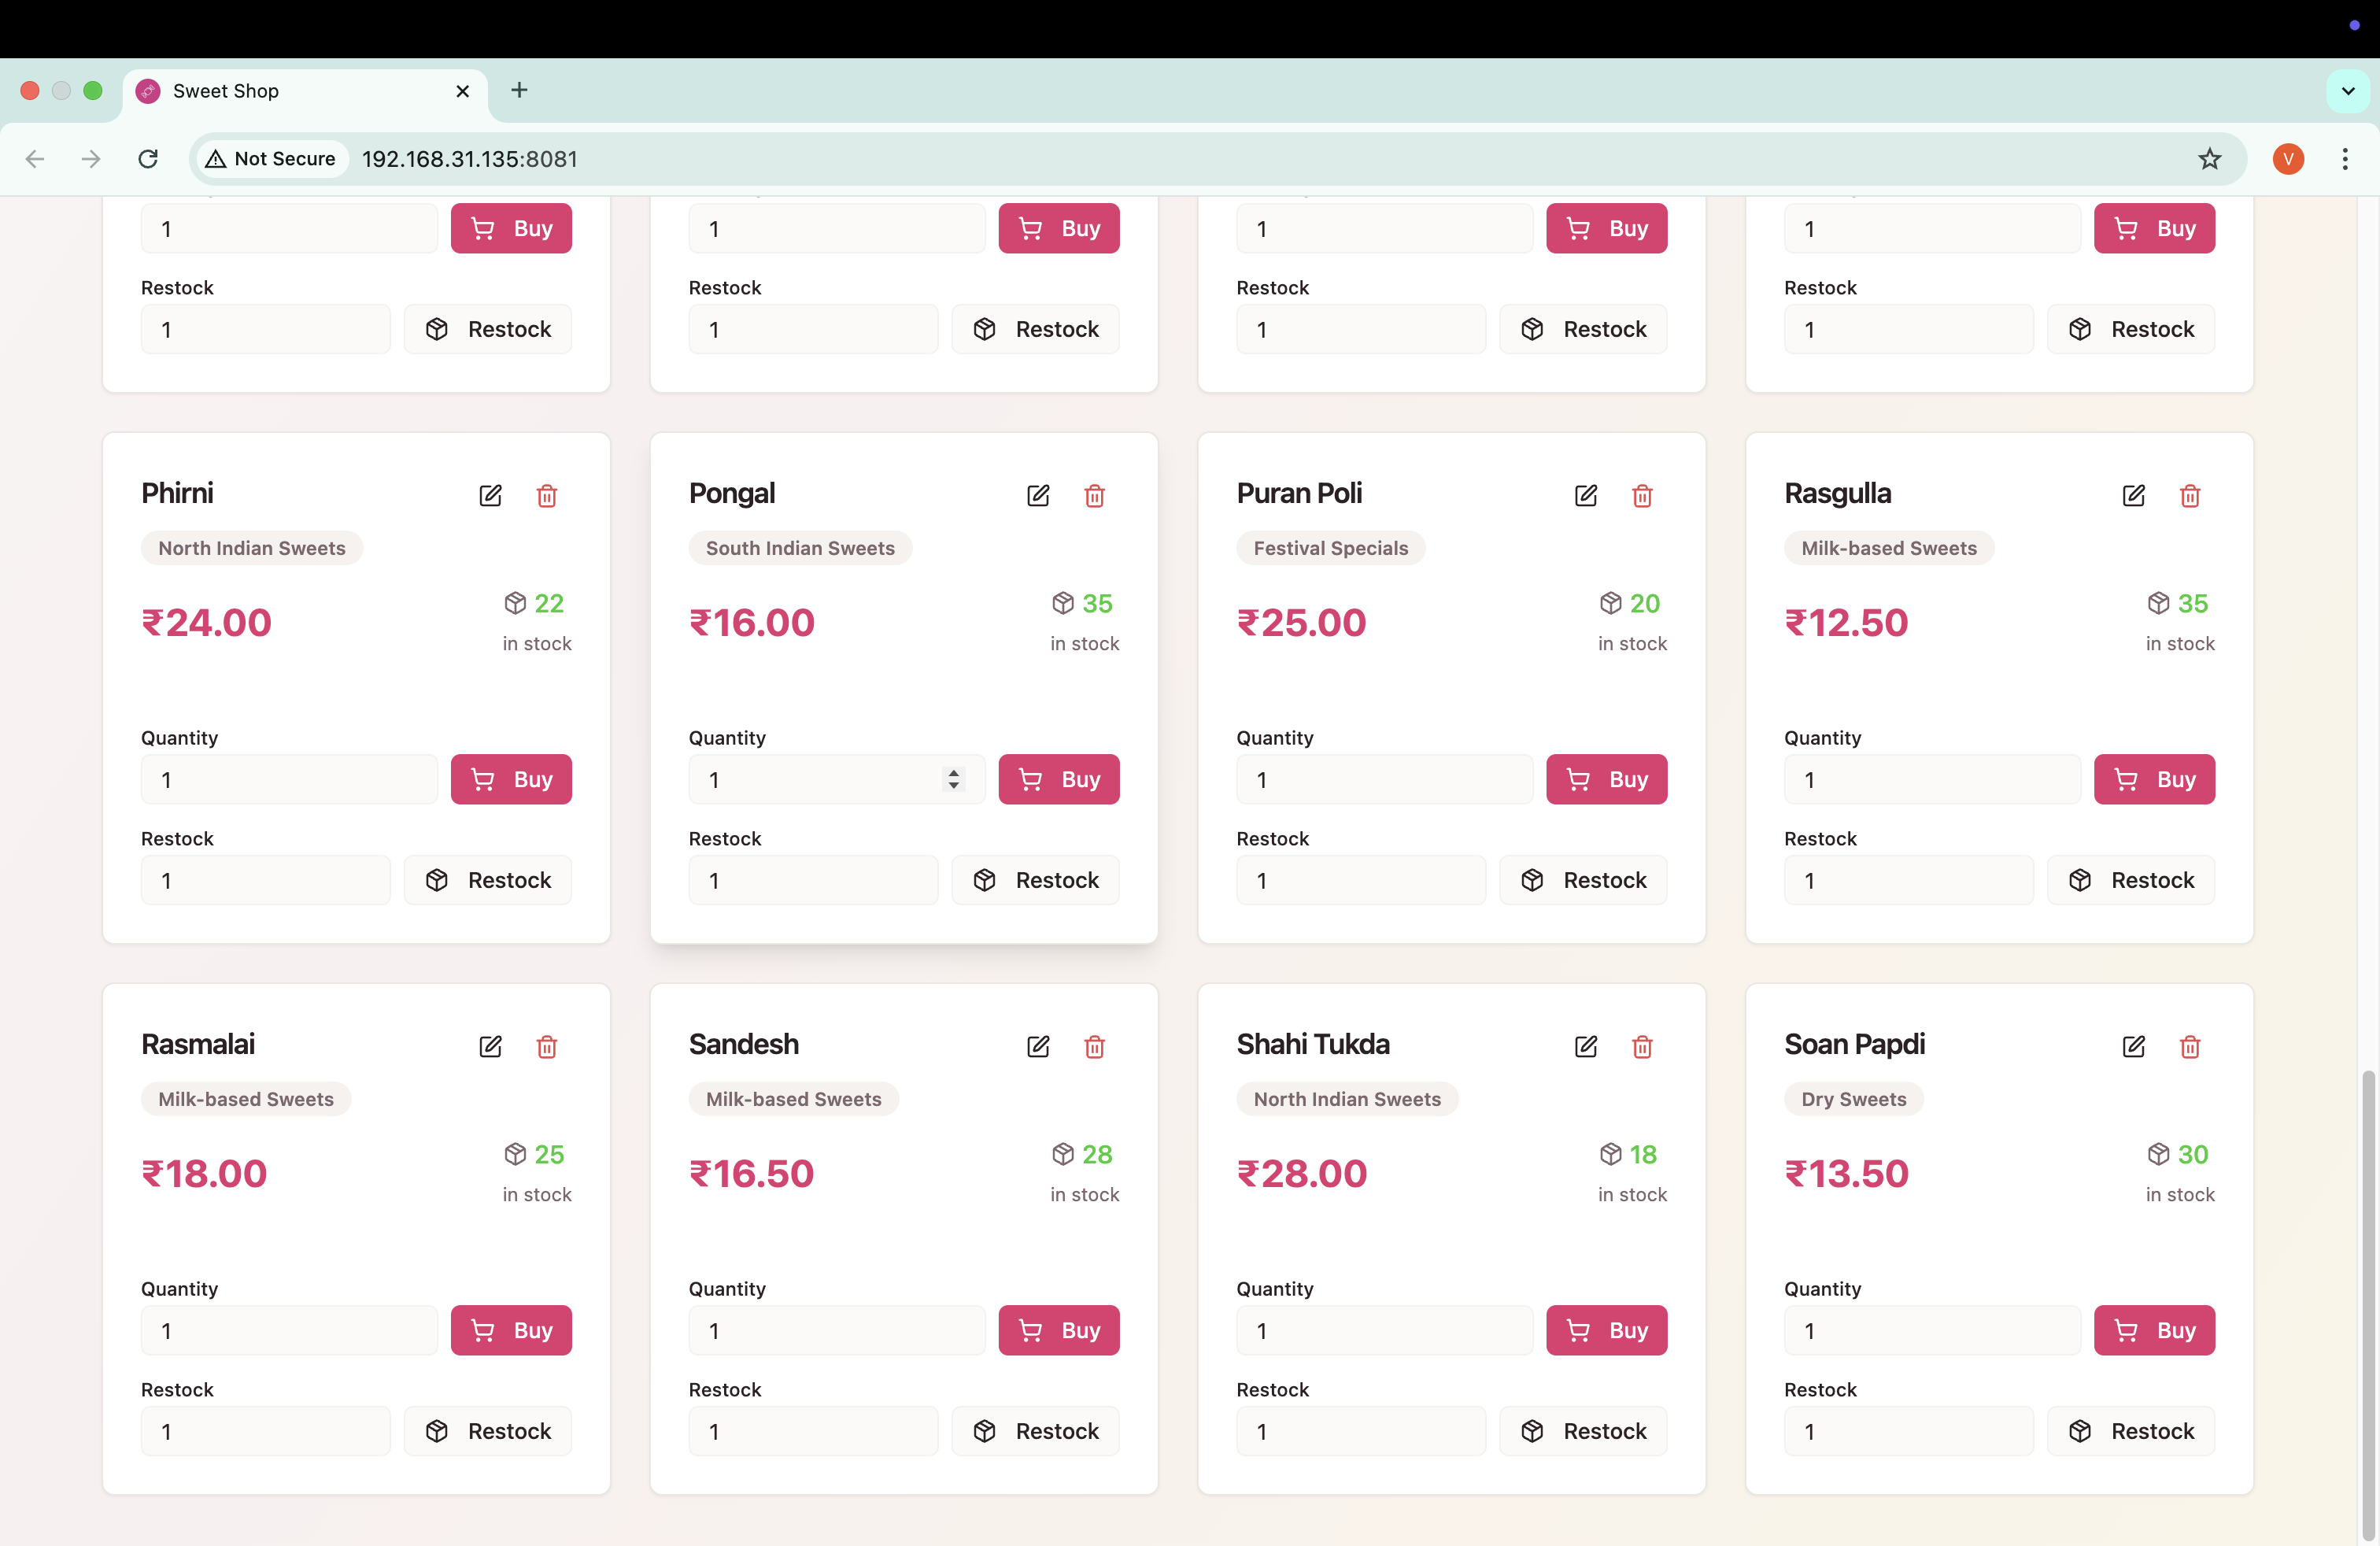 Sweet Shop
Not Secure 192.168.31.135:8081
V
1 Buy 1 Buy 1 Buy 1 Buy
Restock Restock Restock Restock
1 Restock 1 Restock 1 Restock 1 Restock
Phirni Pongal Puran Poli Rasgulla
North Indian Sweets South Indian Sweets Festival Specials Milk-based Sweets
₹24.00 22 ₹16.00 35 ₹25.00 20 ₹12.50 35
in stock in stock in stock in stock
Quantity Quantity Quantity Quantity
1 Buy 1 Buy 1 Buy 1 Buy
Restock Restock Restock Restock
1 Restock 1 Restock 1 Restock 1 Restock
Rasmalai Sandesh Shahi Tukda Soan Papdi
Milk-based Sweets Milk-based Sweets North Indian Sweets Dry Sweets
₹18.00 25 ₹16.50 28 ₹28.00 18 ₹13.50 30
in stock in stock in stock in stock
Quantity Quantity Quantity Quantity
1 Buy 1 Buy 1 Buy 1 Buy
Restock Restock Restock Restock
1 Restock 1 Restock 1 Restock 1 Restock